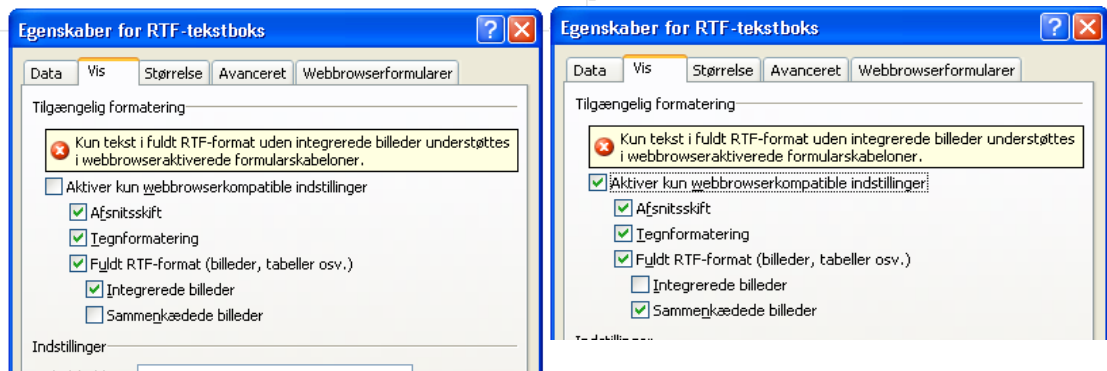 Egenskaber for RTF-tekstboks
Data Vis Størrelse Avanceret Webbrowserformularer
Tilgængelig formatering
Kun tekst i fuldt RTF-format uden integrerede billeder understøttes
i webbrowseraktiverede formularskabeloner.
Aktiver kun webbrowserkompatible indstillinger
Afsnitsskift
Tegnformatering
Fuldt RTF-format (billeder, tabeller osv.)
Integrerede billeder
Sammenkædede billeder
Indstillinger
Egenskaber for RTF-tekstboks
Data Vis Størrelse Avanceret Webbrowserformularer
Tilgængelig formatering
Kun tekst i fuldt RTF-format uden integrerede billeder understøttes
i webbrowseraktiverede formularskabeloner.
Aktiver kun webbrowserkompatible indstillinger
Afsnitsskift
Tegnformatering
Fuldt RTF-format (billeder, tabeller osv.)
Integrerede billeder
Sammenkædede billeder